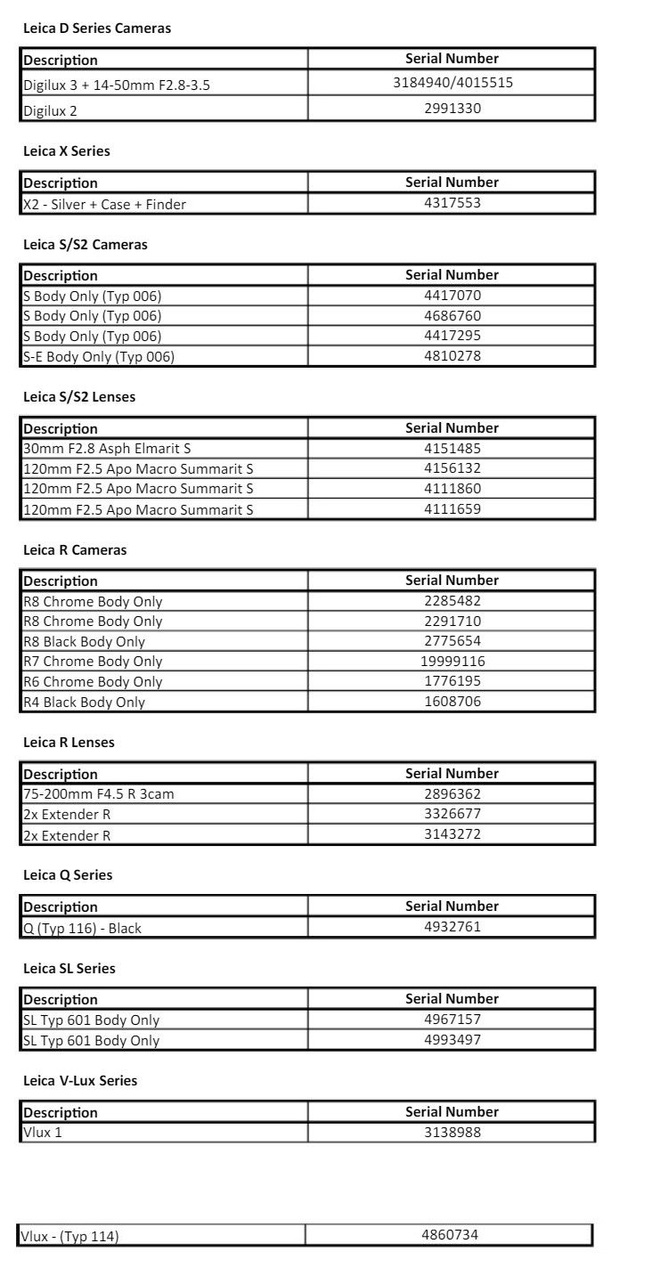 Leica D Series Cameras
Description Serial Number
Digilux 3 + 14-50mm F2.8-3.5 3184940/4015515
Digilux 2 2991330
Leica X Series
Description Serial Number
X2 - Silver + Case + Finder 4317553
Leica S/S2 Cameras
Description Serial Number
S Body Only (Typ 006) 4417070
S Body Only (Typ 006) 4686760
S Body Only (Typ 006) 4417295
S-E Body Only (Typ 006) 4810278
Leica S/S2 Lenses
Description Serial Number
30mm F2.8 Asph Elmarit S 4151485
120mm F2.5 Apo Macro Summarit S 4156132
120mm F2.5 Apo Macro Summarit S 4111860
120mm F2.5 Apo Macro Summarit S 4111659
Leica R Cameras
Description Serial Number
R8 Chrome Body Only 2285482
R8 Chrome Body Only 2291710
R8 Black Body Only 2775654
R7 Chrome Body Only 19999116
R6 Chrome Body Only 1776195
R4 Black Body Only 1608706
Leica R Lenses
Description Serial Number
75-200mm F4.5 R 3cam 2896362
2x Extender R 3326677
2x Extender R 3143272
Leica Q Series
Description Serial Number
Q (Typ 116) - Black 4932761
Leica SL Series
Description Serial Number
SL Typ 601 Body Only 4967157
SL Typ 601 Body Only 4993497
Leica V-Lux Series
Description Serial Number
Vlux 1 3138988
Vlux - (Typ 114) 4860734